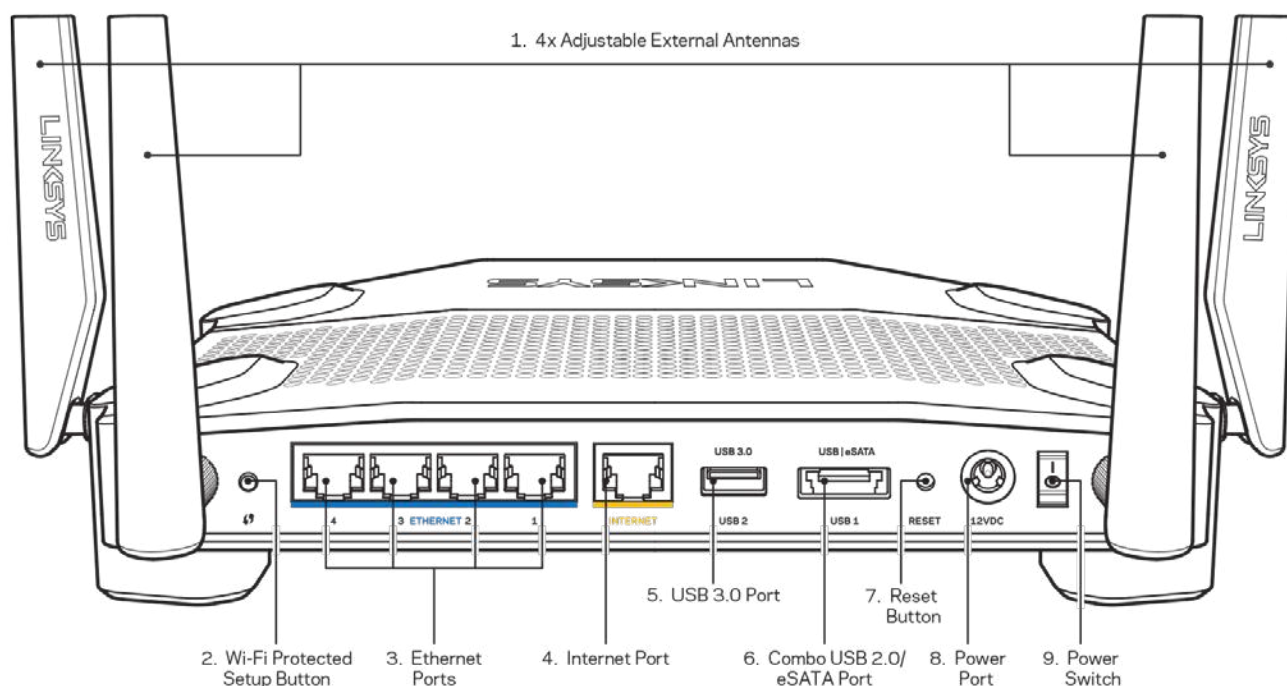 1. 4x Adjustable External Antennas
LINKSYS
LINKSYS
LINKSYS
USB 3.0
USB | eSATA
4
3
ETHERNET
2
1
INTERNET
USB 2
USB 1
RESET
12VDC
5. USB 3.0 Port
7. Reset
Button
2. Wi-Fi Protected
Setup Button
3. Ethernet
Ports
4. Internet Port
6. Combo USB 2.0/
eSATA Port
8. Power
Port
9. Power
Switch